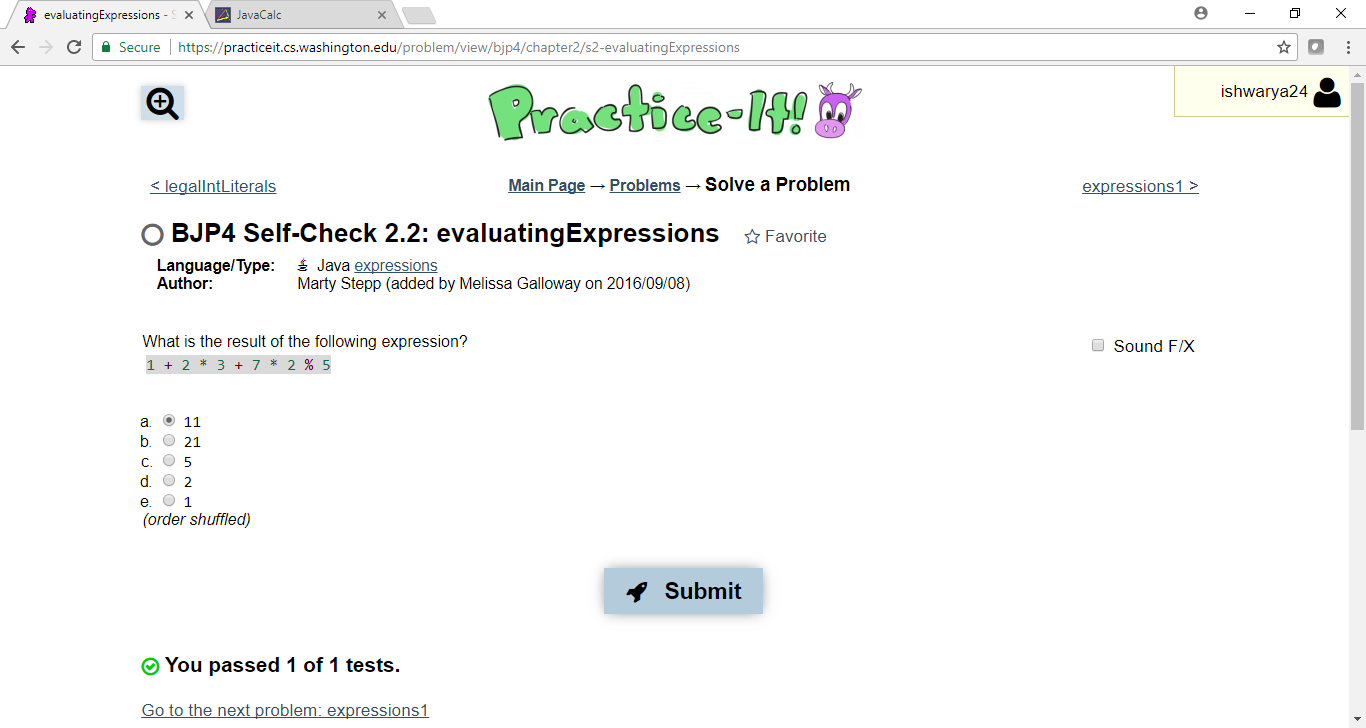 evaluatingExpressions - S
JavaCalc
Secure
https://practiceit.cs.washington.edu/problem/view/bjp4/chapter2/s2-evaluatingExpressions
Practice-It!
ishwarya24
< legalIntLiterals
Main Page → Problems → Solve a Problem
expressions1 >
BJP4 Self-Check 2.2: evaluatingExpressions
Favorite
Language/Type: Java expressions
Author: Marty Stepp (added by Melissa Galloway on 2016/09/08)
What is the result of the following expression?
Sound F/X
1 + 2 * 3 + 7 * 2 % 5
a. 11
b. 21
c. 5
d. 2
e. 1
(order shuffled)
Submit
You passed 1 of 1 tests.
Go to the next problem: expressions1